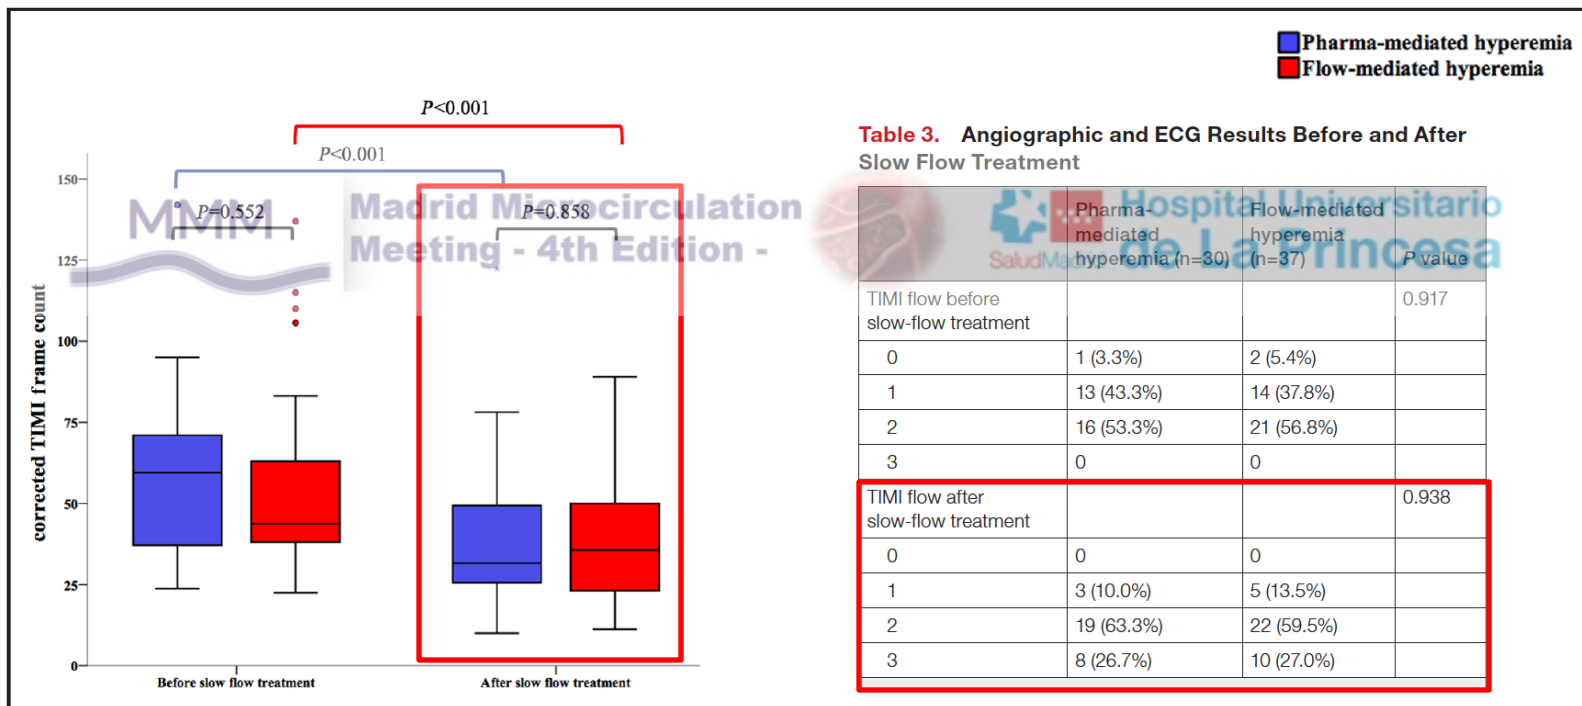 Pharma-mediated hyperemia
Flow-mediated hyperemia
P<0.001
P<0.001
P=0.552
P=0.858
150
125
100
75
50
25
0
corrected TIMI frame count
Before slow flow treatment
After slow flow treatment
MMM
Madrid Microcirculation
Meeting - 4th Edition -
Hospital Universitario
de La Princesa
SaludMadrid
Table 3. Angiographic and ECG Results Before and After
Slow Flow Treatment
Pharma-
mediated
hyperemia (n=30)
Flow-mediated
hyperemia
(n=37)
P value
TIMI flow before
slow-flow treatment
0.917
0 1 (3.3%) 2 (5.4%)
1 13 (43.3%) 14 (37.8%)
2 16 (53.3%) 21 (56.8%)
3 0 0
TIMI flow after
slow-flow treatment
0.938
0 0 0
1 3 (10.0%) 5 (13.5%)
2 19 (63.3%) 22 (59.5%)
3 8 (26.7%) 10 (27.0%)